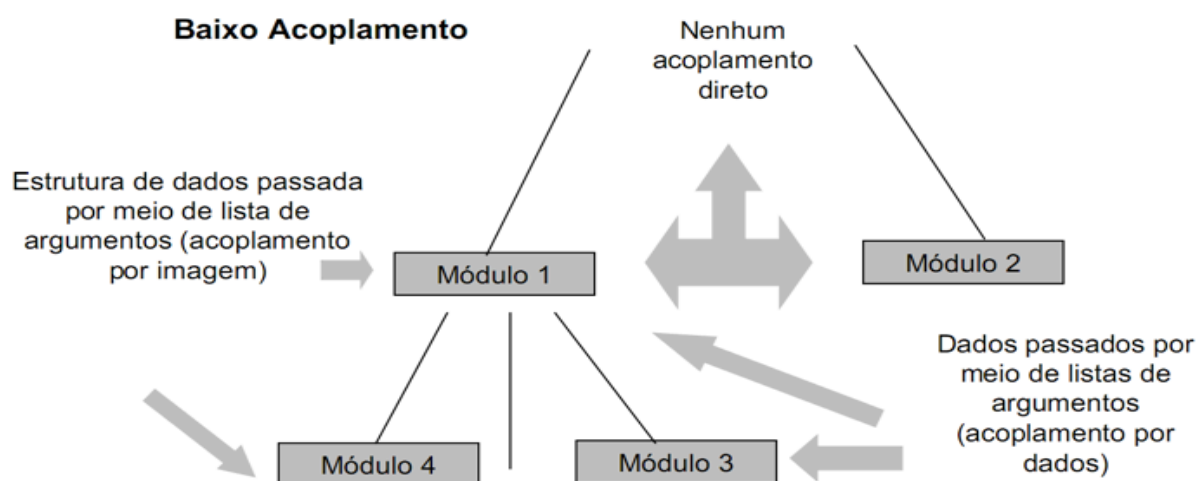 Baixo Acoplamento
Nenhum
acoplamento
direto
Estrutura de dados passada
por meio de lista de
argumentos (acoplamento
por imagem)
Módulo 1
Módulo 2
Dados passados por
meio de listas de
argumentos
(acoplamento por
dados)
Módulo 4
Módulo 3